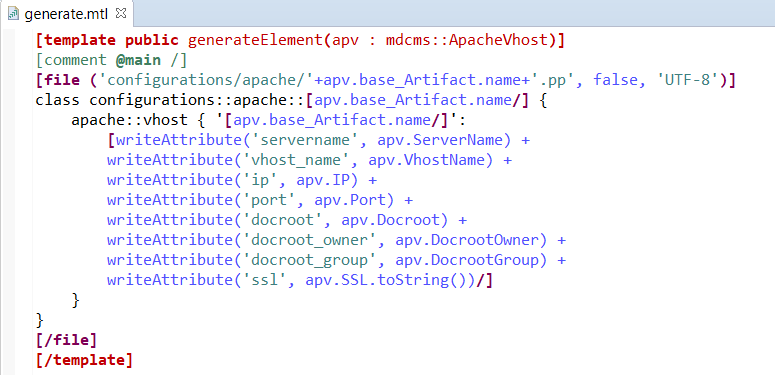 generate.mtl
[template public generateElement(apv : mdcms::ApacheVhost)]
[comment @main /]
[file ('configurations/apache/'+apv.base_Artifact.name+'.pp', false, 'UTF-8')]
class configurations::apache::[apv.base_Artifact.name/] {
    apache::vhost { '[apv.base_Artifact.name/]':
        [writeAttribute('servername', apv.ServerName) +
        writeAttribute('vhost_name', apv.VhostName) +
        writeAttribute('ip', apv.IP) +
        writeAttribute('port', apv.Port) +
        writeAttribute('docroot', apv.Docroot) +
        writeAttribute('docroot_owner', apv.DocrootOwner) +
        writeAttribute('docroot_group', apv.DocrootGroup) +
        writeAttribute('ssl', apv.SSL.toString())/]
    }
}
[/file]
[/template]